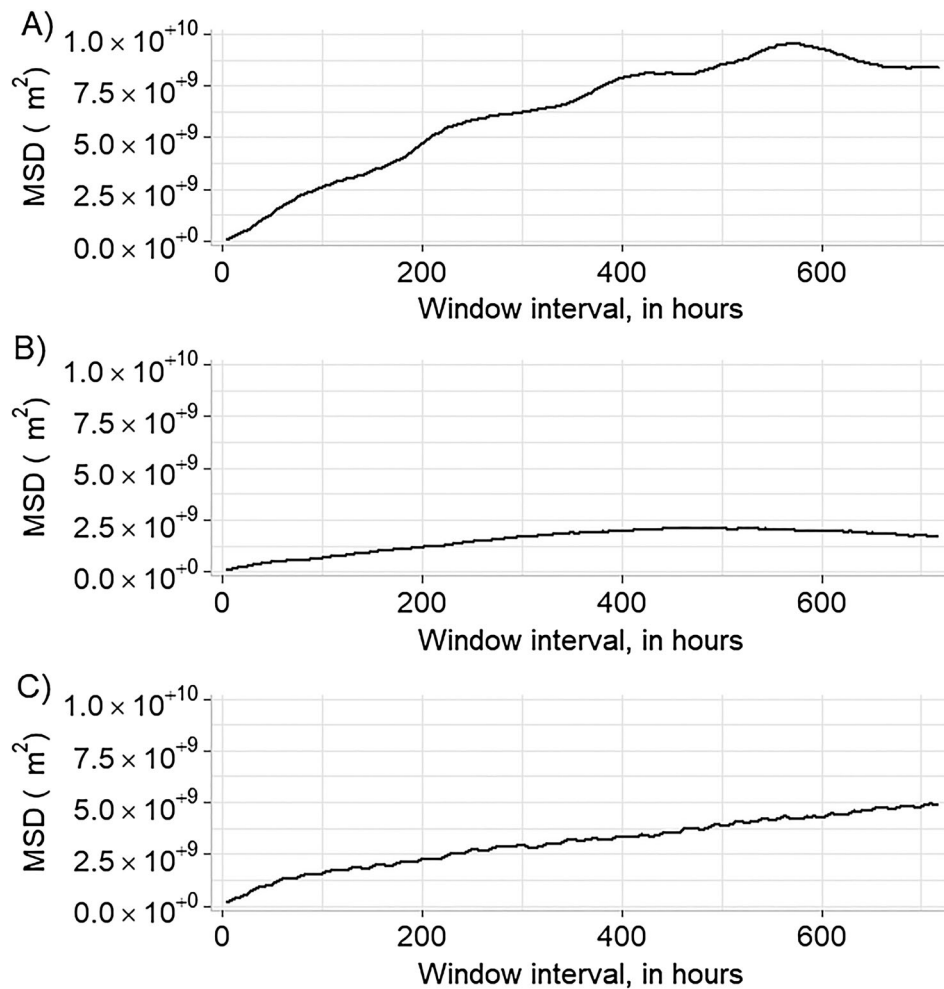 A)
MSD ( m²)
1.0 × 10⁺¹⁰
7.5 × 10⁺⁹
5.0 × 10⁺⁹
2.5 × 10⁺⁹
0.0 × 10⁺⁰
0 200 400 600
Window interval, in hours
B)
MSD ( m²)
1.0 × 10⁺¹⁰
7.5 × 10⁺⁹
5.0 × 10⁺⁹
2.5 × 10⁺⁹
0.0 × 10⁺⁰
0 200 400 600
Window interval, in hours
C)
MSD ( m²)
1.0 × 10⁺¹⁰
7.5 × 10⁺⁹
5.0 × 10⁺⁹
2.5 × 10⁺⁹
0.0 × 10⁺⁰
0 200 400 600
Window interval, in hours